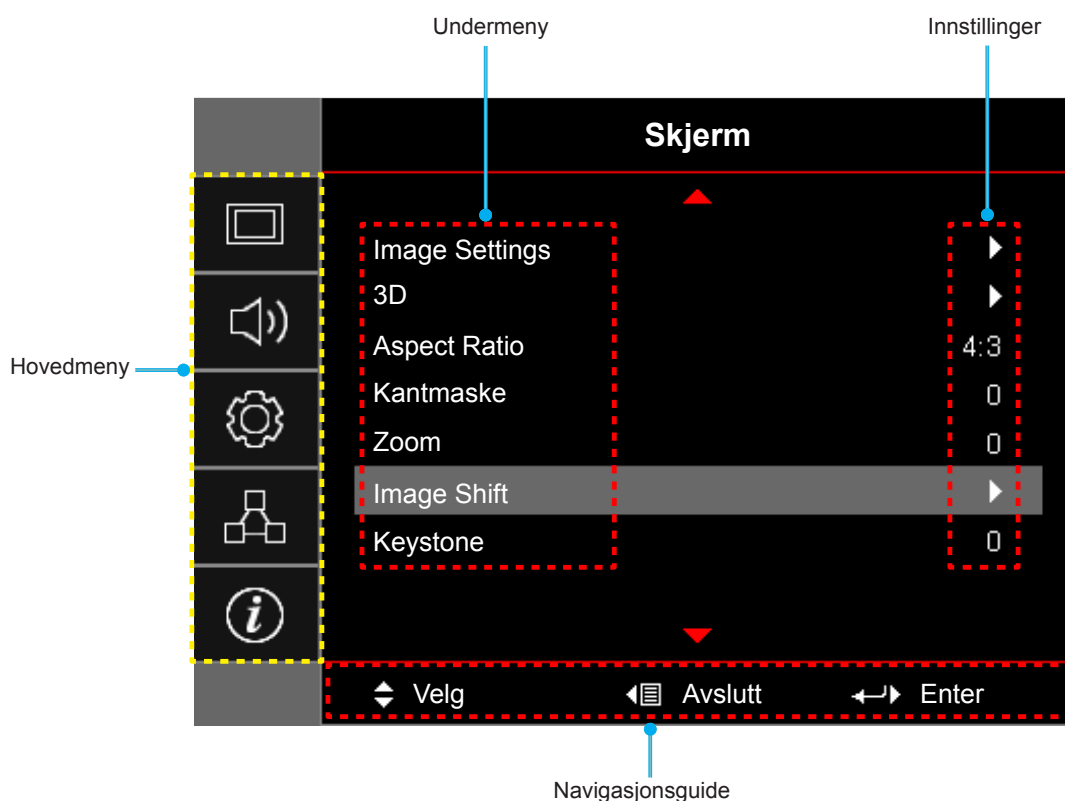 Undermeny
Innstillinger
Skjerm
Image Settings
3D
Aspect Ratio 4:3
Hovedmeny
Kantmaske 0
Zoom 0
Image Shift
Keystone 0
Velg Avslutt Enter
Navigasjonsguide